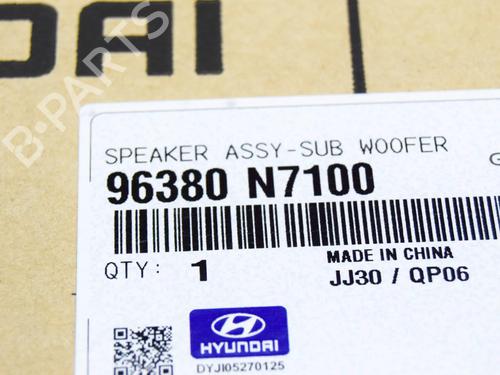 DAI
SPEAKER ASSY-SUB WOOFER
96380 N7100
MADE IN CHINA
QTY: 1
JJ30 / QP06
HYUNDAI
DYJI05270125
B-PARTS